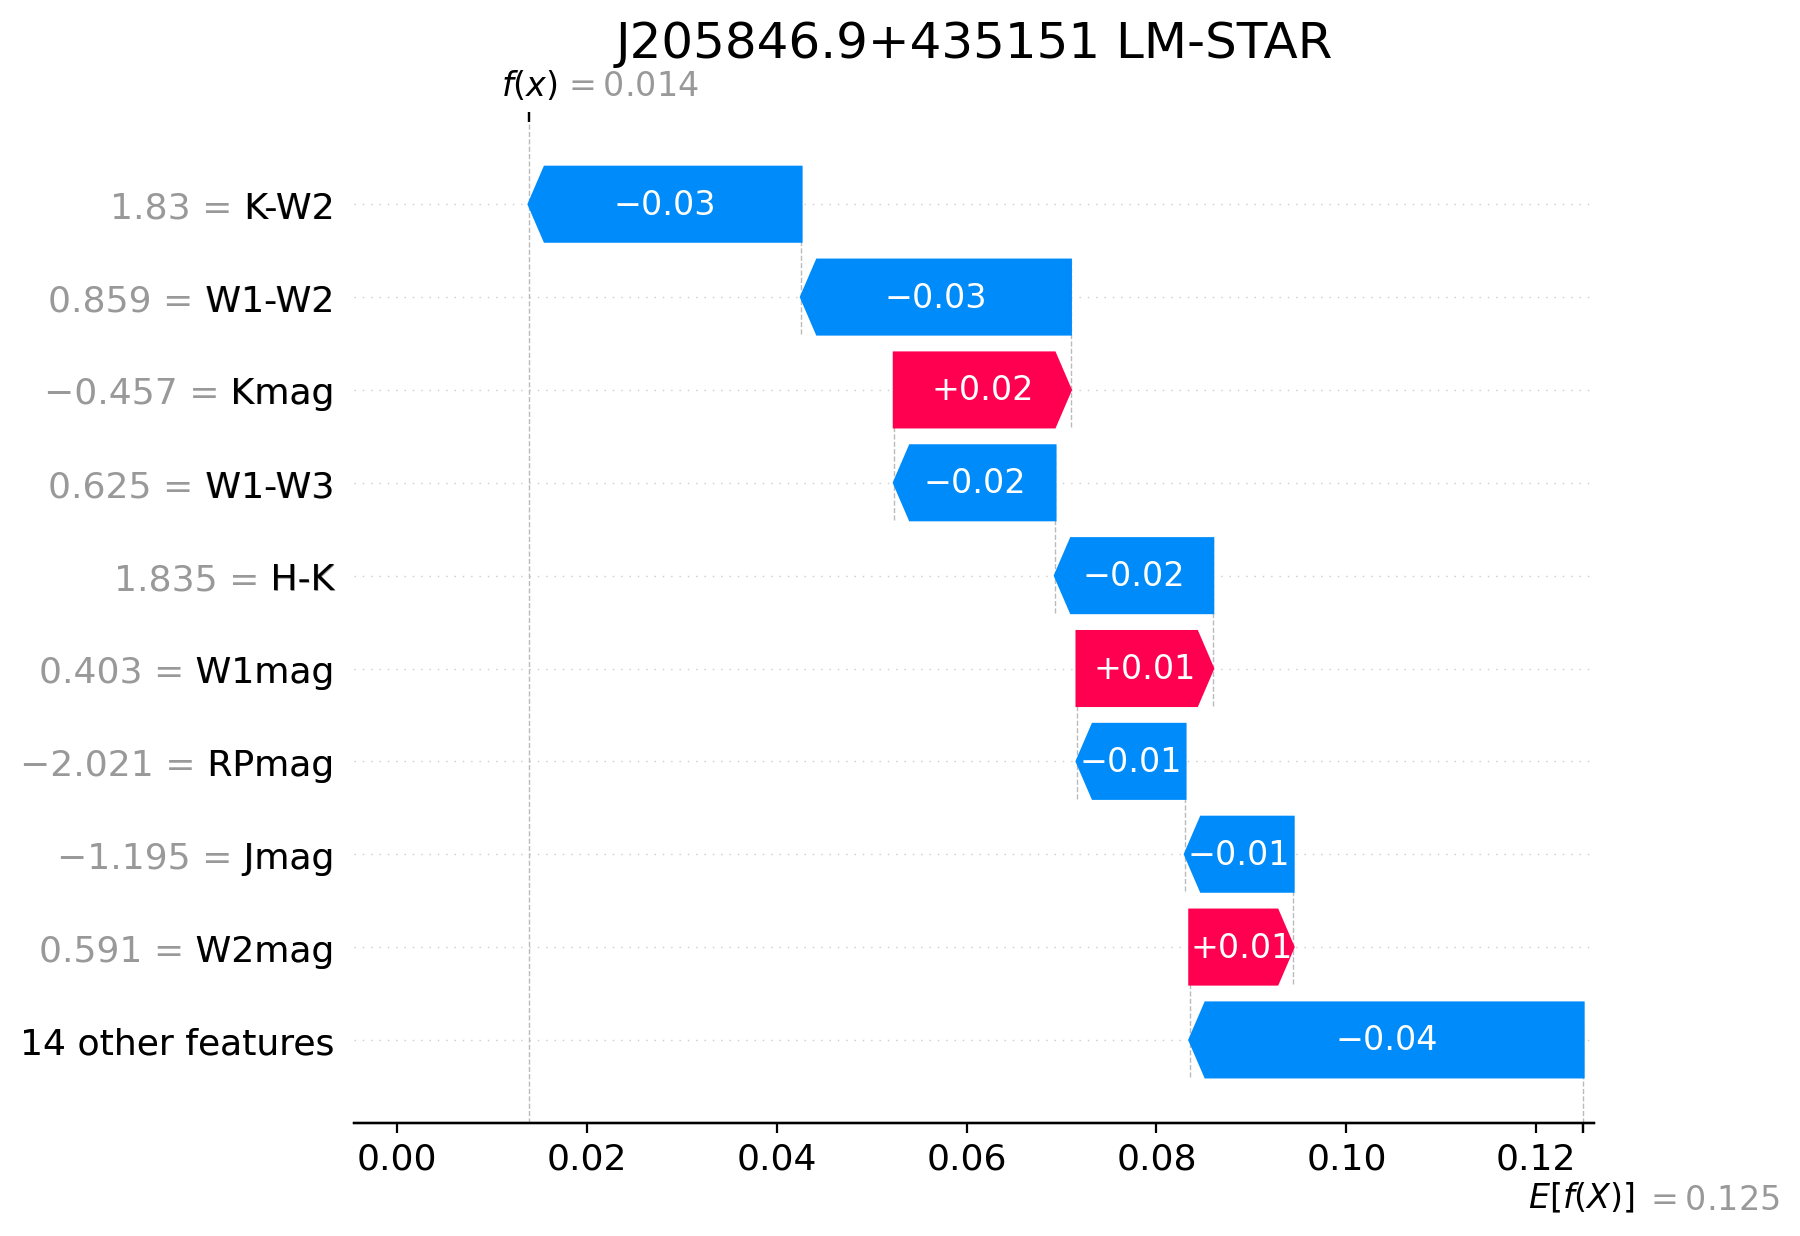 J205846.9+435151 LM-STAR
f(x) = 0.014
1.83 = K-W2
−0.03
0.859 = W1-W2
−0.03
−0.457 = Kmag
+0.02
0.625 = W1-W3
−0.02
1.835 = H-K
−0.02
0.403 = W1mag
+0.01
−2.021 = RPmag
−0.01
−1.195 = Jmag
−0.01
0.591 = W2mag
+0.01
14 other features
−0.04
0.00 0.02 0.04 0.06 0.08 0.10 0.12
E[f(X)] = 0.125